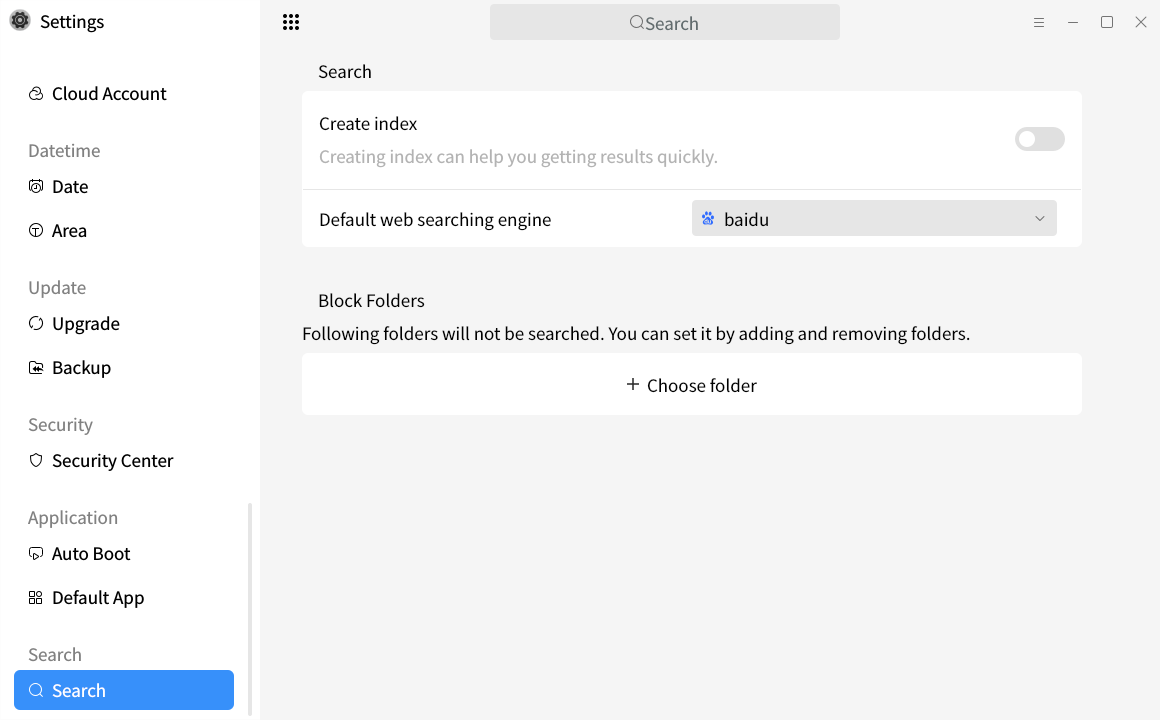 Settings
Search
Cloud Account
Datetime
Date
Area
Update
Upgrade
Backup
Security
Security Center
Application
Auto Boot
Default App
Search
Search
Search
Create index
Creating index can help you getting results quickly.
Default web searching engine
baidu
Block Folders
Following folders will not be searched. You can set it by adding and removing folders.
Choose folder